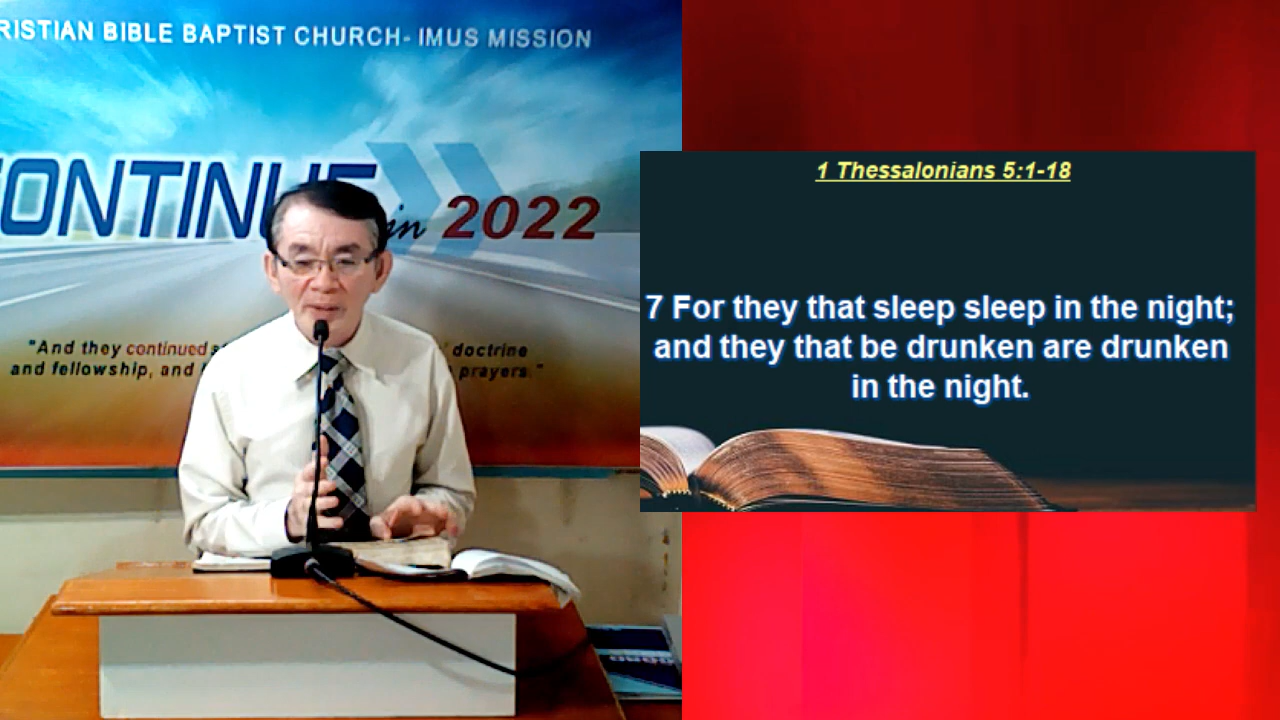 RISTIAN BIBLE BAPTIST CHURCH- IMUS MISSION
ONTINUE in 2022
"And they continued doctrine
and fellowship, and prayers."
1 Thessalonians 5:1-18
7 For they that sleep sleep in the night;
and they that be drunken are drunken
in the night.